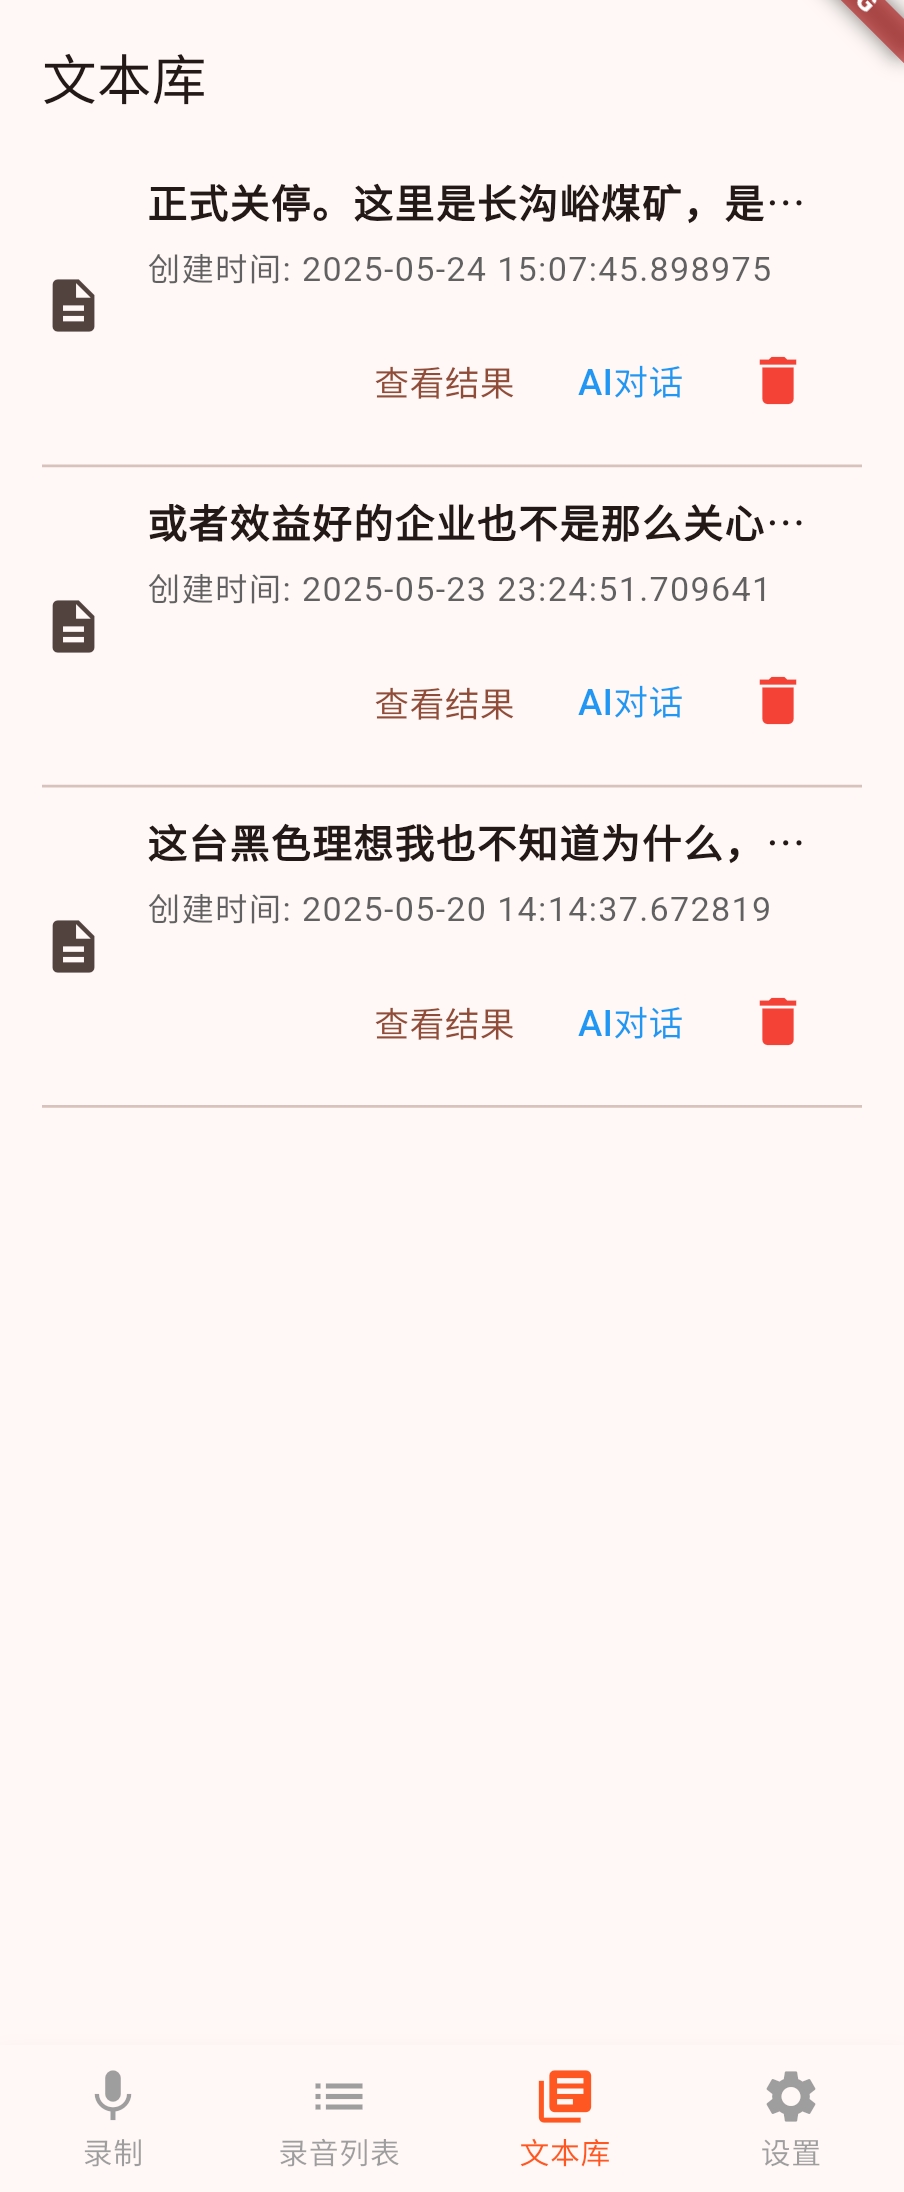 文本库
正式关停。这里是长沟峪煤矿，是…
创建时间: 2025-05-24 15:07:45.898975
查看结果
AI对话
或者效益好的企业也不是那么关心…
创建时间: 2025-05-23 23:24:51.709641
查看结果
AI对话
这台黑色理想我也不知道为什么，…
创建时间: 2025-05-20 14:14:37.672819
查看结果
AI对话
录制
录音列表
文本库
设置